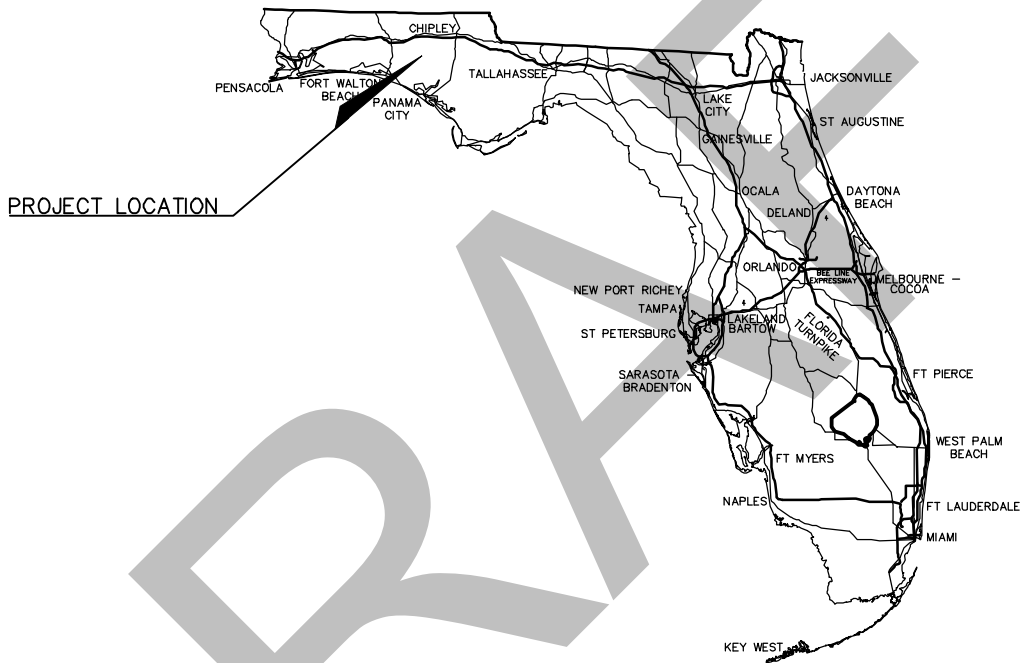 CHIPLEY
TALLAHASSEE
JACKSONVILLE
PENSACOLA
FORT WALTON
BEACH
PANAMA
CITY
LAKE
CITY
ST AUGUSTINE
GAINESVILLE
PROJECT LOCATION
OCALA
DAYTONA
BEACH
DELAND
ORLANDO
BEE LINE
EXPRESSWAY
MELBOURNE -
COCOA
NEW PORT RICHEY
TAMPA
LAKELAND
BARTOW
FLORIDA
TURNPIKE
ST PETERSBURG
SARASOTA -
BRADENTON
FT PIERCE
WEST PALM
BEACH
FT MYERS
NAPLES
FT LAUDERDALE
MIAMI
KEY WEST